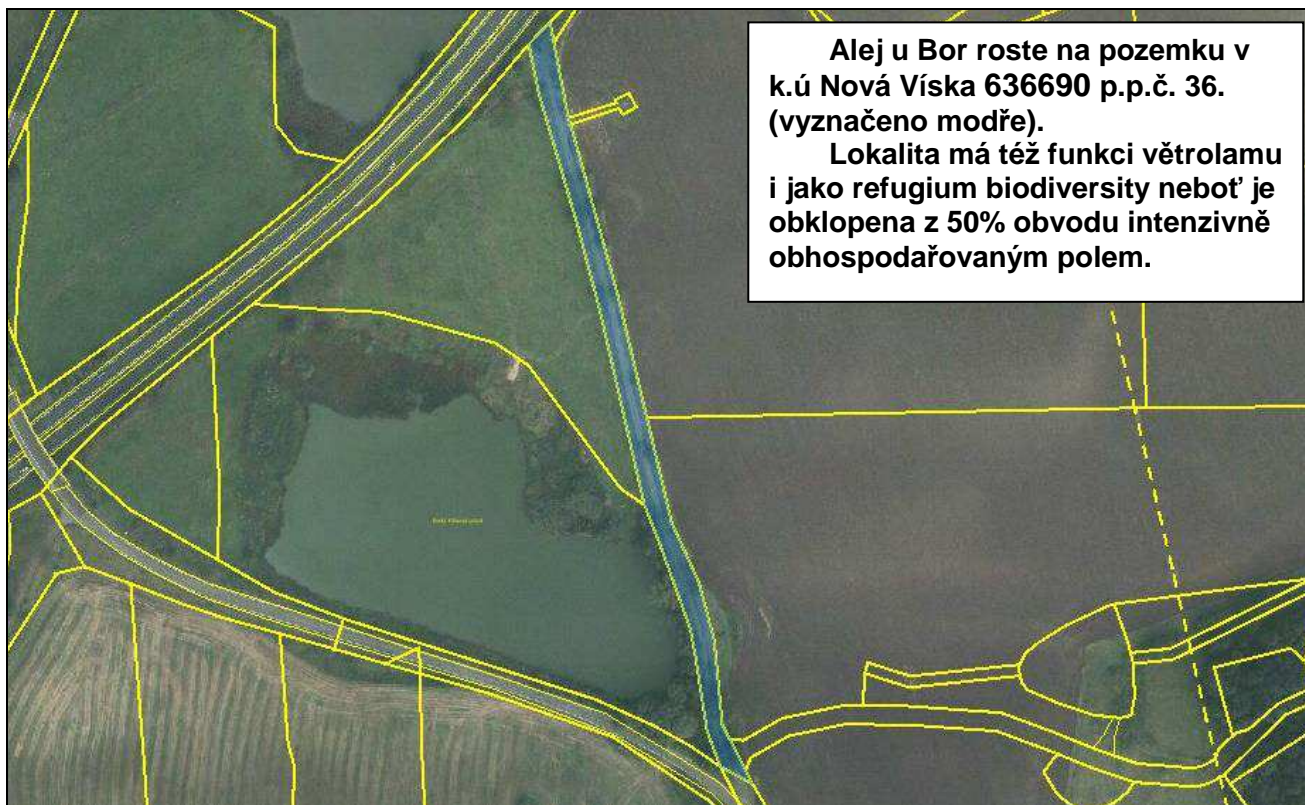 Alej u Bor roste na pozemku v
k.ú Nová Víska 636690 p.p.č. 36.
(vyznačeno modře).
Lokalita má též funkci větrolamu
i jako refugium biodiversity neboť je
obklopena z 50% obvodu intenzivně
obhospodařovaným polem.